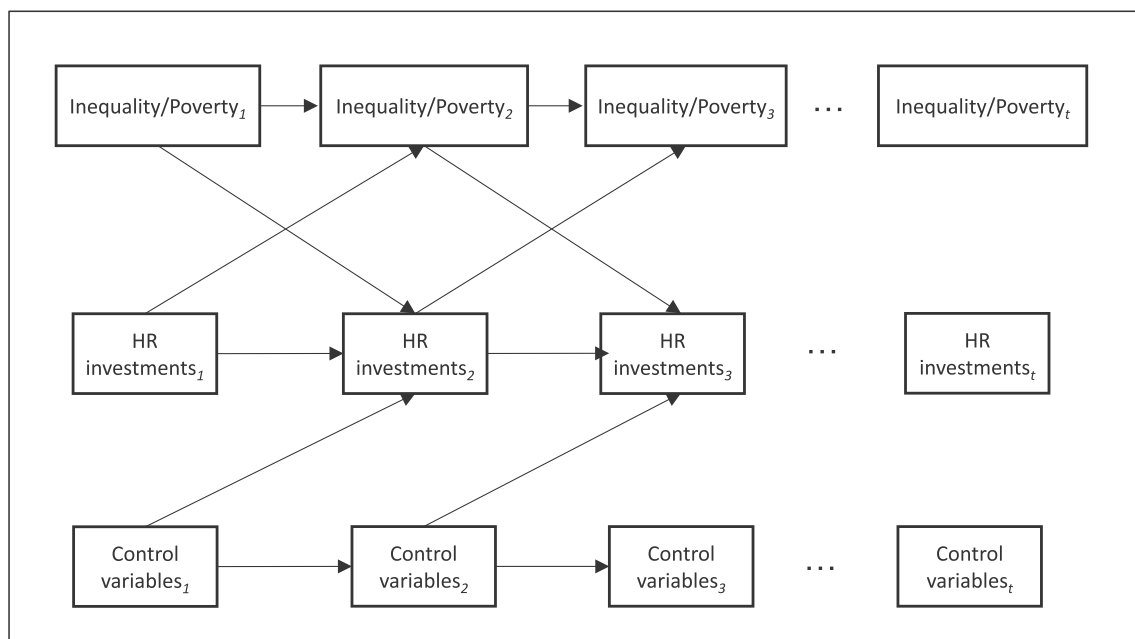 Inequality/Poverty1
Inequality/Poverty2
Inequality/Poverty3
...
Inequality/Povertyt
HR
investments1
HR
investments2
HR
investments3
...
HR
investmentst
Control
variables1
Control
variables2
Control
variables3
...
Control
variablest